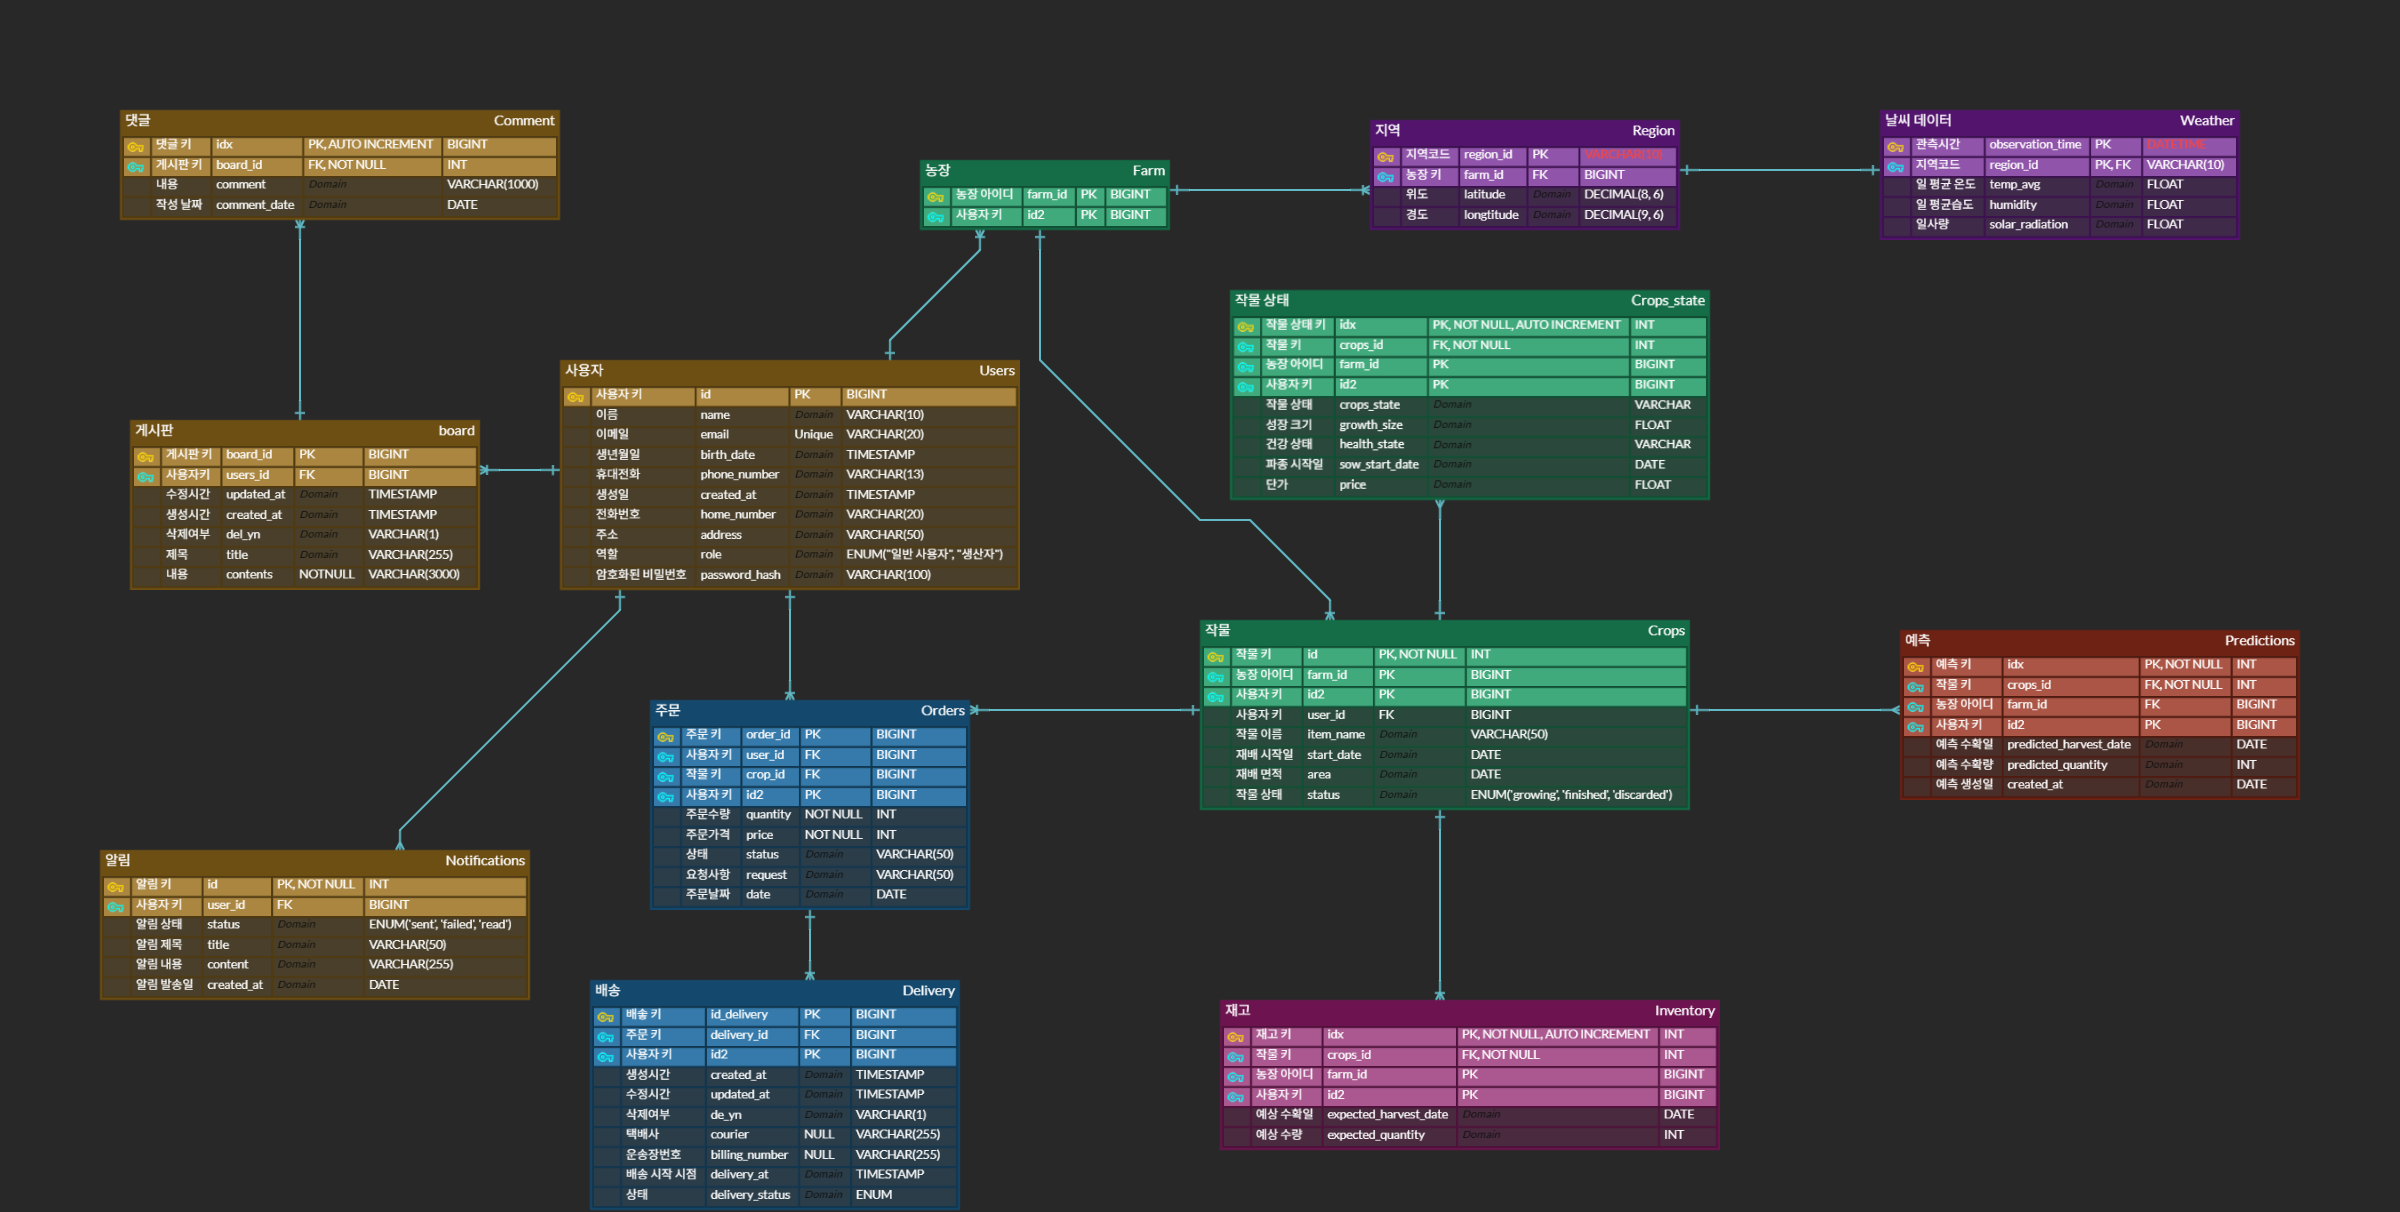 댓글 Comment
댓글 키 idx PK, AUTO INCREMENT BIGINT
게시판 키 board_id FK, NOT NULL INT
내용 comment Domain VARCHAR(1000)
작성 날짜 comment_date Domain DATE
농장 Farm
농장 아이디 farm_id PK BIGINT
사용자 키 id2 PK BIGINT
지역 Region
지역코드 region_id PK VARCHAR(10)
농장 키 farm_id FK BIGINT
위도 latitude Domain DECIMAL(8, 6)
경도 longtitude Domain DECIMAL(9, 6)
날씨 데이터 Weather
관측시간 observation_time PK DATETIME
지역코드 region_id PK, FK VARCHAR(10)
일 평균 온도 temp_avg Domain FLOAT
일 평균습도 humidity Domain FLOAT
일사량 solar_radiation Domain FLOAT
작물 상태 Crops_state
작물 상태 키 idx PK, NOT NULL, AUTO INCREMENT INT
작물 키 crops_id FK, NOT NULL INT
농장 아이디 farm_id PK BIGINT
사용자 키 id2 PK BIGINT
작물 상태 crops_state Domain VARCHAR
성장 크기 growth_size Domain FLOAT
건강 상태 health_state Domain VARCHAR
파종 시작일 sow_start_date Domain DATE
단가 price Domain FLOAT
사용자 Users
사용자 키 id PK BIGINT
이름 name Domain VARCHAR(10)
이메일 email Unique VARCHAR(20)
생년월일 birth_date Domain TIMESTAMP
휴대전화 phone_number Domain VARCHAR(13)
생성일 created_at Domain TIMESTAMP
전화번호 home_number Domain VARCHAR(20)
주소 address Domain VARCHAR(50)
역할 role Domain ENUM("일반 사용자", "생산자")
암호화된 비밀번호 password_hash Domain VARCHAR(100)
게시판 board
게시판 키 board_id PK BIGINT
사용자키 users_id FK BIGINT
수정시간 updated_at Domain TIMESTAMP
생성시간 created_at Domain TIMESTAMP
삭제여부 del_yn Domain VARCHAR(1)
제목 title Domain VARCHAR(255)
내용 contents NOTNULL VARCHAR(3000)
작물 Crops
작물 키 id PK, NOT NULL INT
농장 아이디 farm_id PK BIGINT
사용자 키 id2 PK BIGINT
사용자 키 user_id FK BIGINT
작물 이름 item_name Domain VARCHAR(50)
재배 시작일 start_date Domain DATE
재배 면적 area Domain DATE
작물 상태 status Domain ENUM('growing', 'finished', 'discarded')
예측 Predictions
예측 키 idx PK, NOT NULL INT
작물 키 crops_id FK, NOT NULL INT
농장 아이디 farm_id FK BIGINT
사용자 키 id2 PK BIGINT
예측 수확일 predicted_harvest_date Domain DATE
예측 수확량 predicted_quantity Domain INT
예측 생성일 created_at Domain DATE
주문 Orders
주문 키 order_id PK BIGINT
사용자 키 user_id FK BIGINT
작물 키 crop_id FK BIGINT
사용자 키 id2 PK BIGINT
주문수량 quantity NOT NULL INT
주문가격 price NOT NULL INT
상태 status Domain VARCHAR(50)
요청사항 request Domain VARCHAR(50)
주문날짜 date Domain DATE
알림 Notifications
알림 키 id PK, NOT NULL INT
사용자 키 user_id FK BIGINT
알림 상태 status Domain ENUM('sent', 'failed', 'read')
알림 제목 title Domain VARCHAR(50)
알림 내용 content Domain VARCHAR(255)
알림 발송일 created_at Domain DATE
배송 Delivery
배송 키 id_delivery PK BIGINT
주문 키 delivery_id FK BIGINT
사용자 키 id2 PK BIGINT
생성시간 created_at Domain TIMESTAMP
수정시간 updated_at Domain TIMESTAMP
삭제여부 de_yn Domain VARCHAR(1)
택배사 courier NULL VARCHAR(255)
운송장번호 billing_number NULL VARCHAR(255)
배송 시작 시점 delivery_at Domain TIMESTAMP
상태 delivery_status Domain ENUM
재고 Inventory
재고 키 idx PK, NOT NULL, AUTO INCREMENT INT
작물 키 crops_id FK, NOT NULL INT
농장 아이디 farm_id PK BIGINT
사용자 키 id2 PK BIGINT
예상 수확일 expected_harvest_date Domain DATE
예상 수량 expected_quantity Domain INT